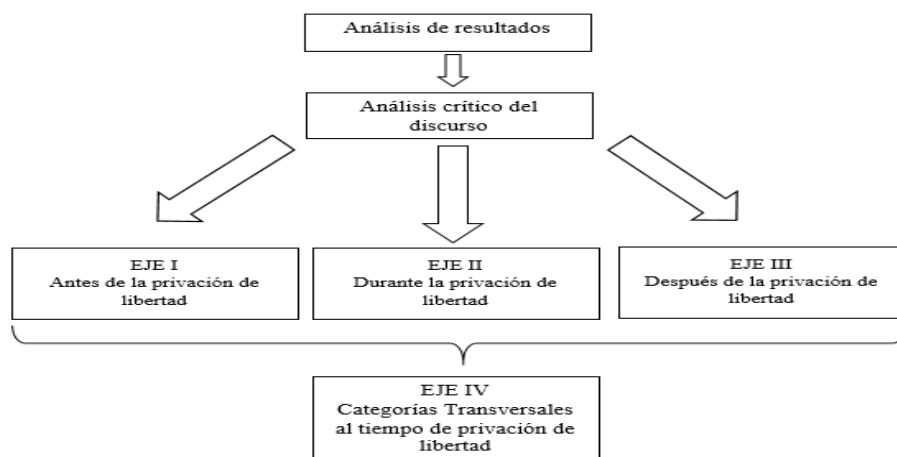 Análisis de resultados
Análisis crítico del
discurso
EJE I
Antes de la privación de
libertad
EJE II
Durante la privación de
libertad
EJE III
Después de la privación de
libertad
EJE IV
Categorías Transversales
al tiempo de privación de
libertad